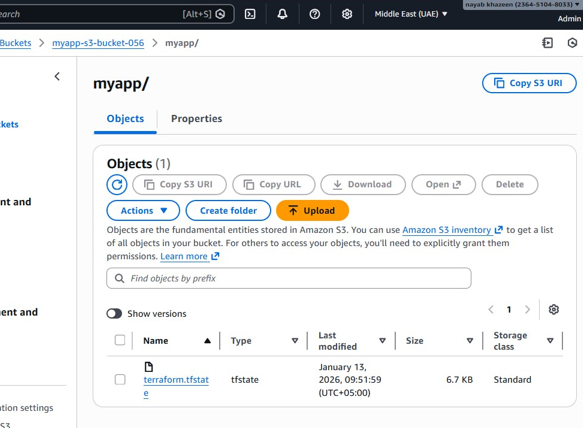 earch
[Alt+S]
Middle East (UAE) ▼
nayab khazeen (2364-5104-8033) ▼
Admin
Buckets > myapp-s3-bucket-056 > myapp/
ckets
ent and
ent and
ation settings
S3
myapp/
Copy S3 URI
Objects
Properties
Objects (1)
Copy S3 URI
Copy URL
Download
Open
Delete
Actions ▼
Create folder
Upload
Objects are the fundamental entities stored in Amazon S3. You can use Amazon S3 inventory to get a list
of all objects in your bucket. For others to access your objects, you'll need to explicitly grant them
permissions. Learn more
Find objects by prefix
Show versions
< 1 >
Name
Type
Last
modified
Size
Storage
class
terraform.tfstat
e
tfstate
January 13,
2026, 09:51:59
(UTC+05:00)
6.7 KB
Standard